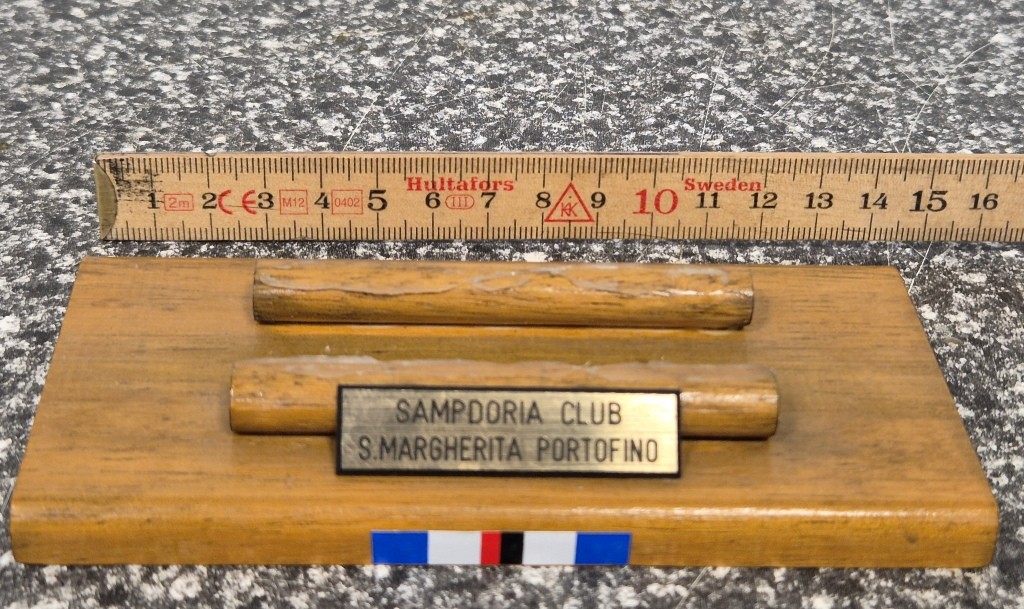 1 2m 2 CE 3 M12 4 0402 5 Hultafors 6 III 7 8 KK 9 10 Sweden 11 12 13 14 15 16
SAMPDORIA CLUB
S.MARGHERITA PORTOFINO